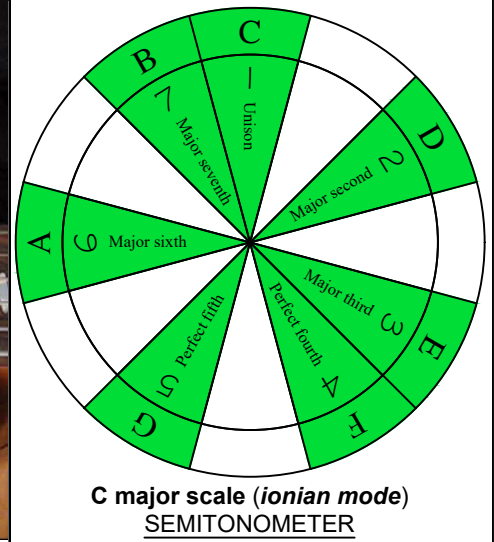 C
1 Unison
D
2 Major second
E
3 Major third
F
4 Perfect fourth
G
5 Perfect fifth
A
6 Major sixth
B
7 Major seventh
C major scale (ionian mode)
SEMITONOMETER